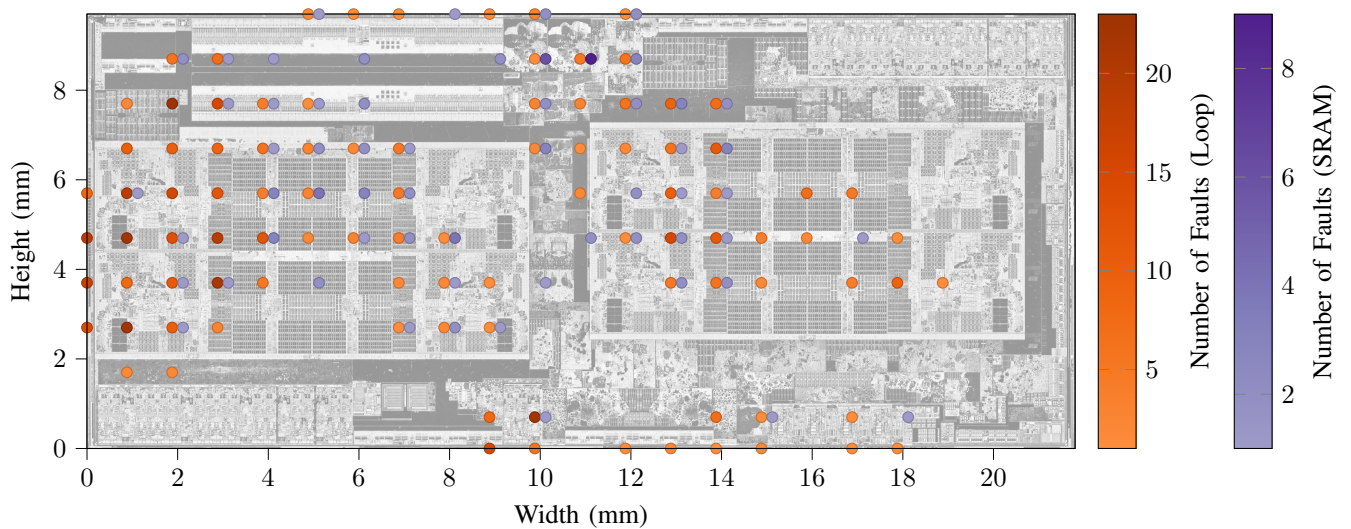 Height (mm)
8
6
4
2
0
0 2 4 6 8 10 12 14 16 18 20
Width (mm)
20
15
10
5
Number of Faults (Loop)
8
6
4
2
Number of Faults (SRAM)